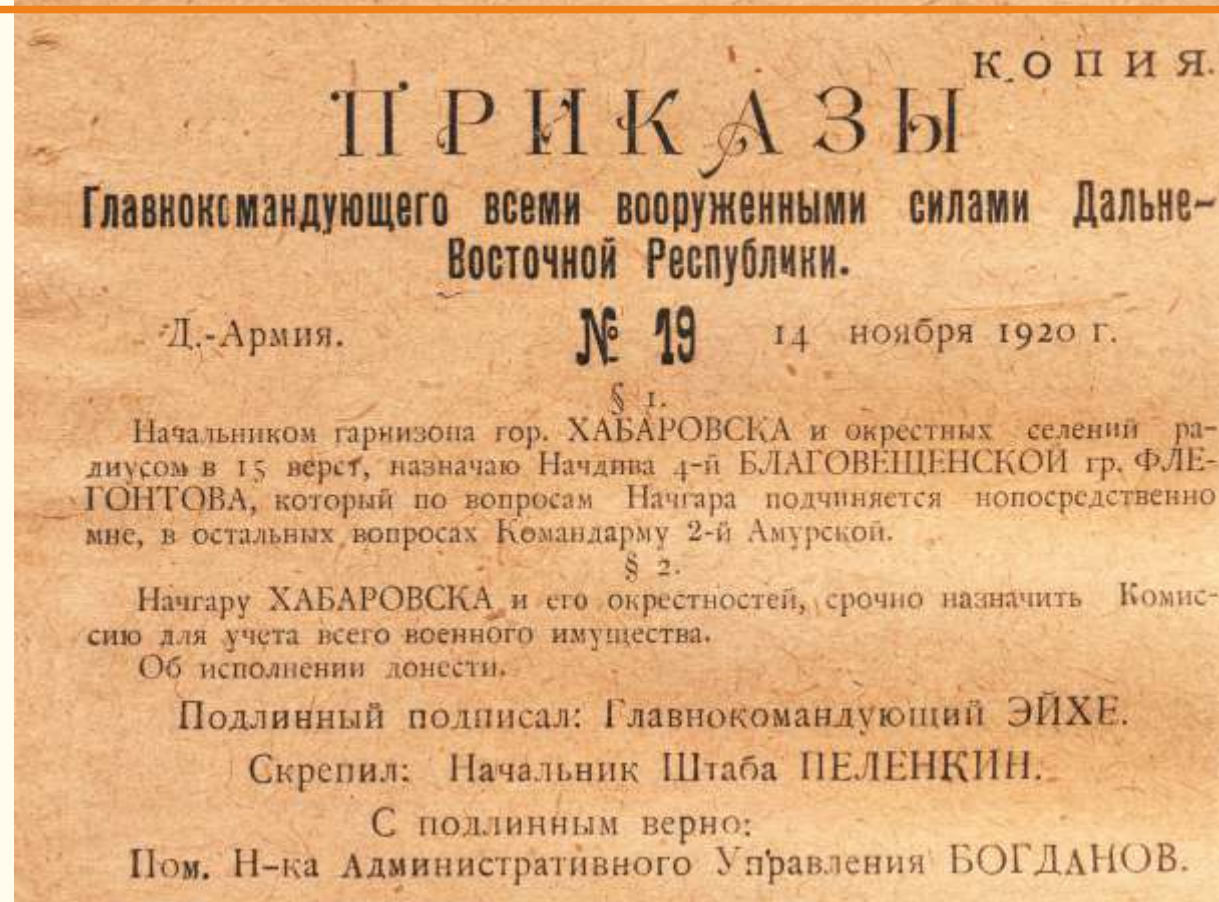 КОПИЯ.
ПРИКАЗЫ
Главнокомандующего всеми вооруженными силами Дальне-
Восточной Республики.
Д.-Армия. № 19 14 ноября 1920 г.
§ 1.
Начальником гарнизона гор. ХАБАРОВСКА и окрестных селений ра-
диусом в 15 верст, назначаю Начдива 4-й БЛАГОВЕЩЕНСКОЙ гр. ФЛЕ-
ГОНТОВА, который по вопросам Начгара подчиняется нопосредственно
мне, в остальных вопросах Командарму 2-й Амурской.
§ 2.
Начгару ХАБАРОВСКА и его окрестностей, срочно назначить Комис-
сию для учета всего военного имущества.
Об исполнении донести.
Подлинный подписал: Главнокомандующий ЭЙХЕ.
Скрепил: Начальник Штаба ПЕЛЕНКИН.
С подлинным верно:
Пом. Н-ка Административного Управления БОГДАНОВ.